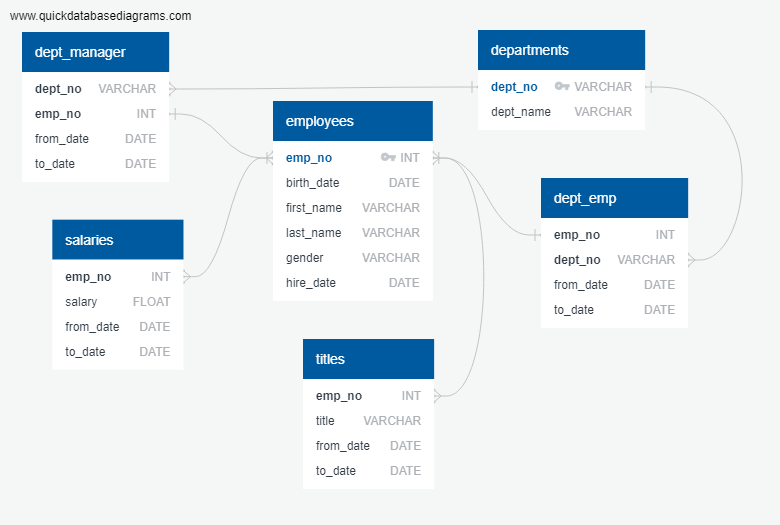 www.quickdatabasediagrams.com
dept_manager
dept_no VARCHAR
emp_no INT
from_date DATE
to_date DATE
departments
dept_no VARCHAR
dept_name VARCHAR
employees
emp_no INT
birth_date DATE
first_name VARCHAR
last_name VARCHAR
gender VARCHAR
hire_date DATE
dept_emp
emp_no INT
dept_no VARCHAR
from_date DATE
to_date DATE
salaries
emp_no INT
salary FLOAT
from_date DATE
to_date DATE
titles
emp_no INT
title VARCHAR
from_date DATE
to_date DATE